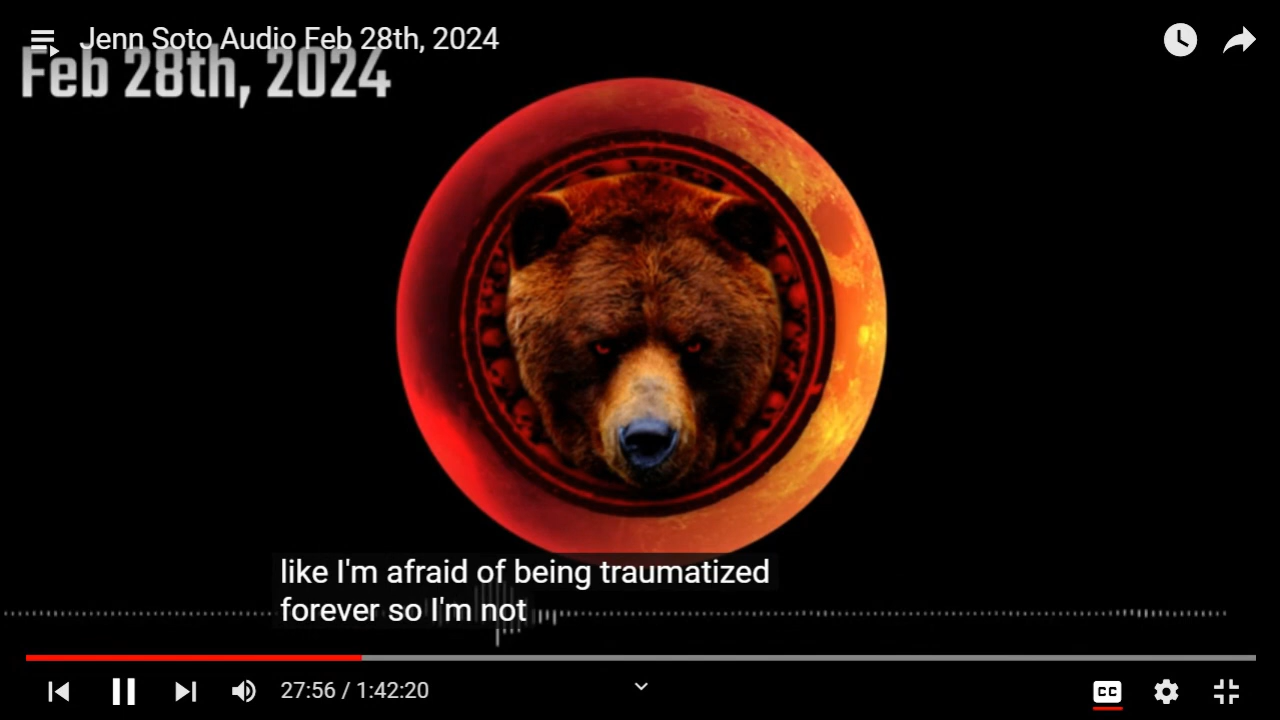 Jenn Soto Audio Feb 28th, 2024
Feb 28th, 2024
like I'm afraid of being traumatized
forever so I'm not
27:56 / 1:42:20
CC